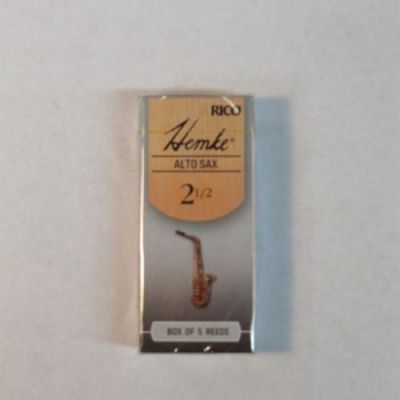 RICO
Hemke®
ALTO SAX
2 1/2
BOX OF 5 REEDS